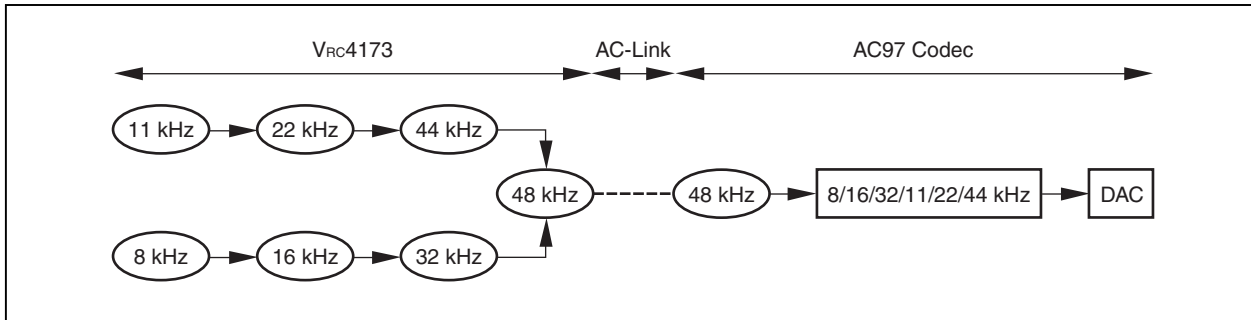 VRC4173 AC-Link AC97 Codec
11 kHz 22 kHz 44 kHz
48 kHz 48 kHz 8/16/32/11/22/44 kHz DAC
8 kHz 16 kHz 32 kHz